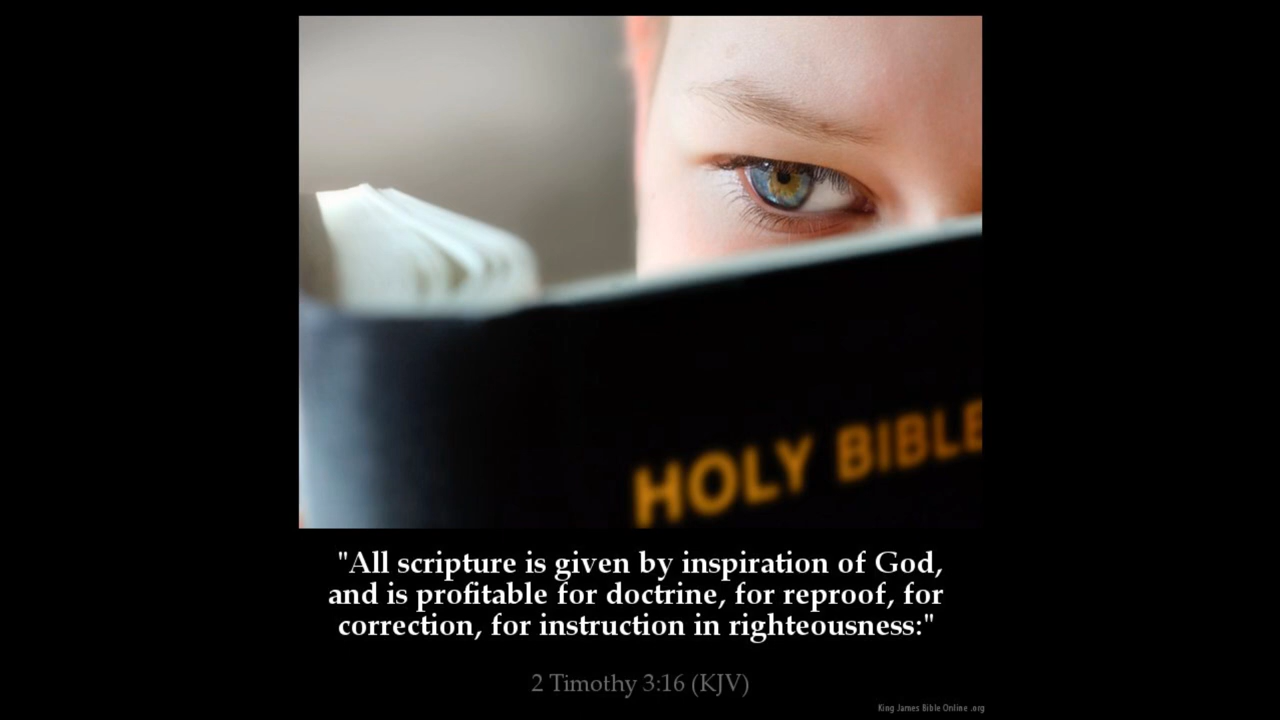 HOLY BIBLE
"All scripture is given by inspiration of God,
and is profitable for doctrine, for reproof, for
correction, for instruction in righteousness:"
2 Timothy 3:16 (KJV)
King James Bible Online .org